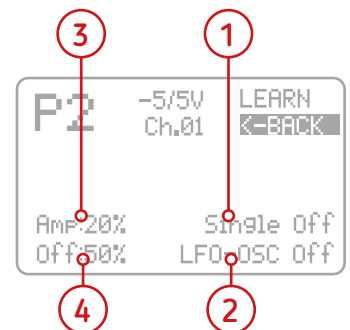 3 1
P2 -5/5V LEARN
Ch.01 <-BACK
Amp:20% Single Off
Off:50% LFO-OSC Off
4 2